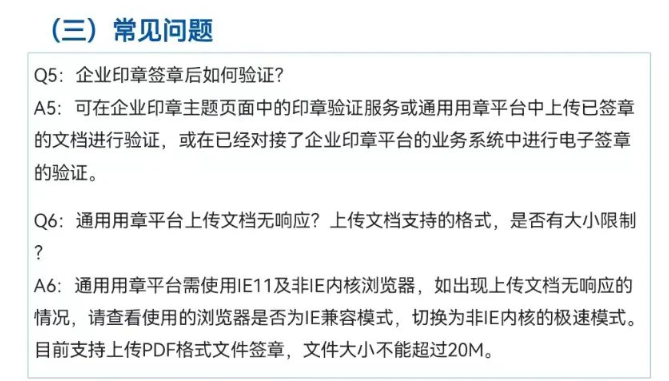 （三）常见问题
Q5：企业印章签章后如何验证？
A5：可在企业印章主题页面中的印章验证服务或通用用章平台中上传已签章
的文档进行验证，或在已经对接了企业印章平台的业务系统中进行电子签章
的验证。
Q6：通用用章平台上传文档无响应？上传文档支持的格式，是否有大小限制
？
A6：通用用章平台需使用IE11及非IE内核浏览器，如出现上传文档无响应的
情况，请查看使用的浏览器是否为IE兼容模式，切换为非IE内核的极速模式。
目前支持上传PDF格式文件签章，文件大小不能超过20M。